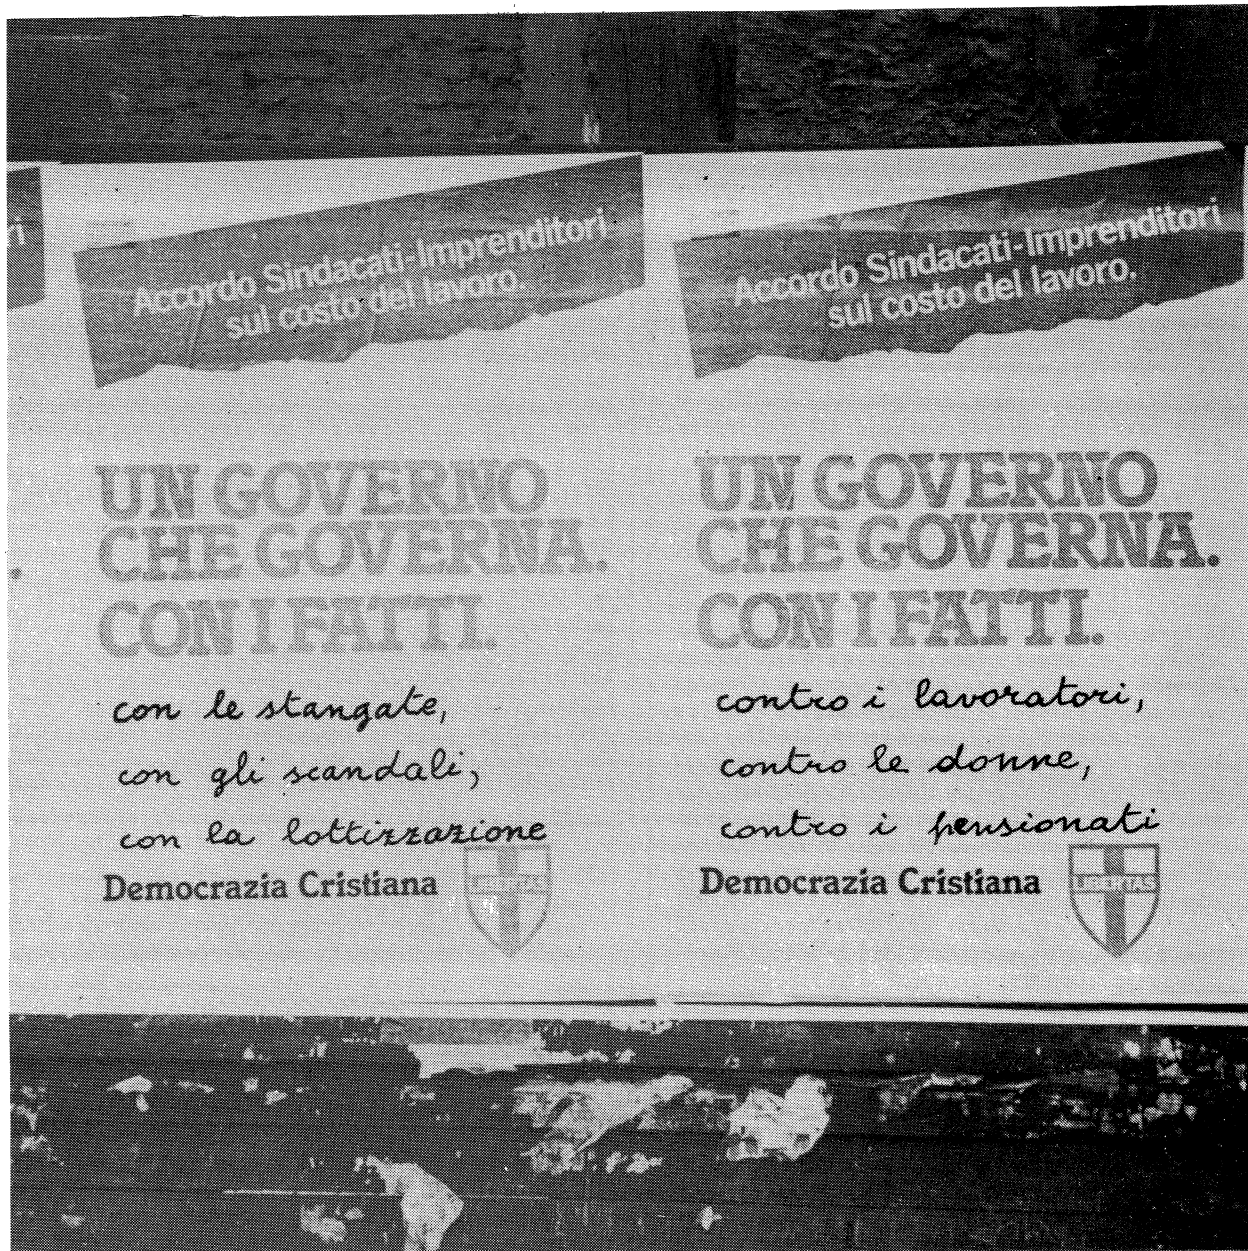 ri
Accordo Sindacati-Imprenditori
sul costo del lavoro.
UN GOVERNO
CHE GOVERNA.
CON I FATTI.
con le stangate,
con gli scandali,
con la lottizzazione
Democrazia Cristiana
LIBERTAS
Accordo Sindacati-Imprenditori
sul costo del lavoro.
UN GOVERNO
CHE GOVERNA.
CON I FATTI.
contro i lavoratori,
contro le donne,
contro i pensionati
Democrazia Cristiana
LIBERTAS